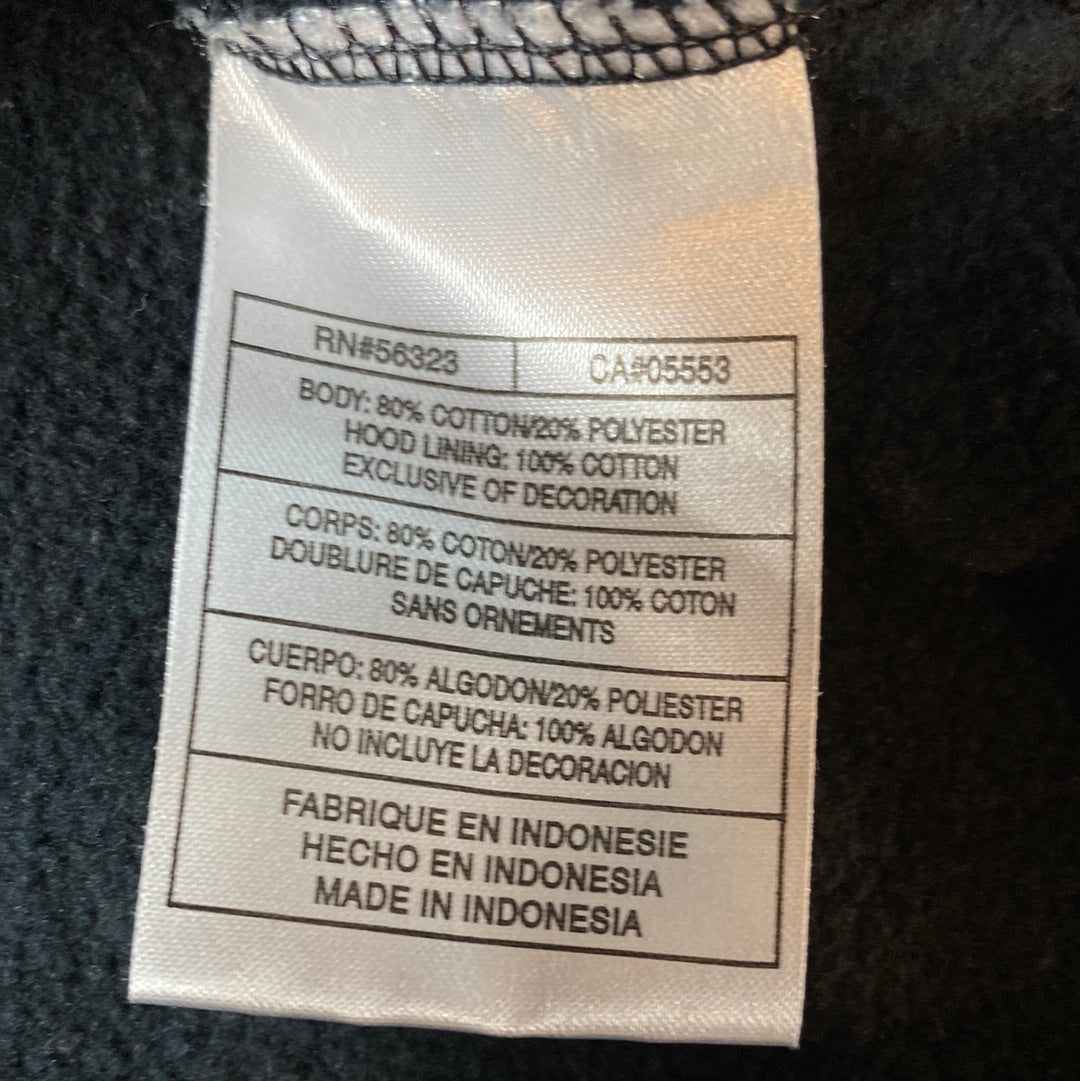 RN#56323 CA#05553
BODY: 80% COTTON/20% POLYESTER
HOOD LINING: 100% COTTON
EXCLUSIVE OF DECORATION
CORPS: 80% COTON/20% POLYESTER
DOUBLURE DE CAPUCHE: 100% COTON
SANS ORNEMENTS
CUERPO: 80% ALGODON/20% POLIESTER
FORRO DE CAPUCHA: 100% ALGODON
NO INCLUYE LA DECORACION
FABRIQUE EN INDONESIE
HECHO EN INDONESIA
MADE IN INDONESIA